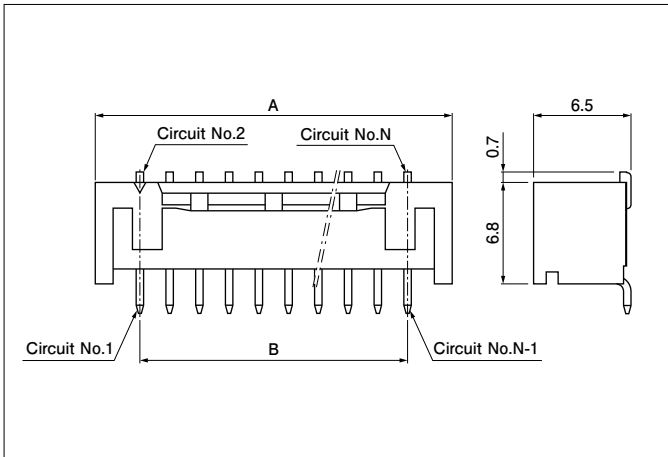 A
6.5
Circuit No.2
Circuit No.N
0.7
6.8
Circuit No.1
B
Circuit No.N-1